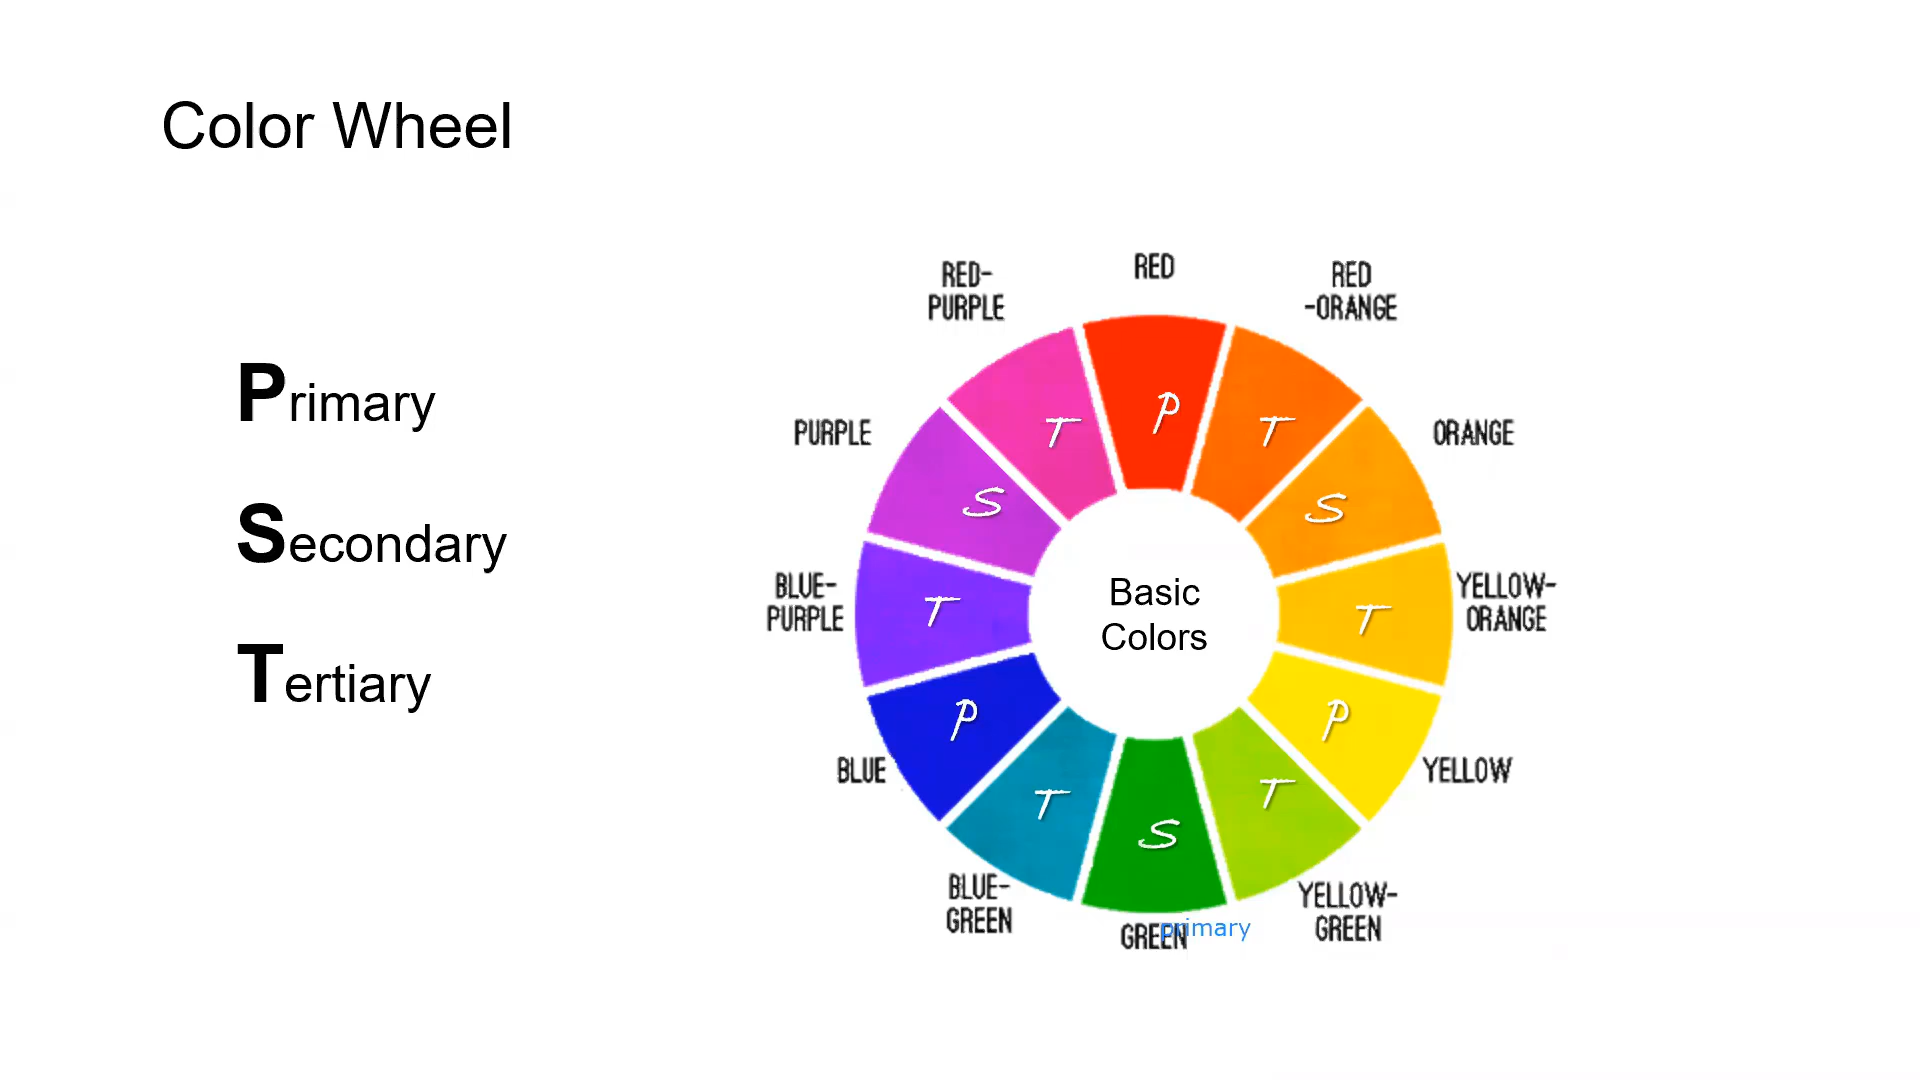 Color Wheel
Primary
Secondary
Tertiary
RED
RED
-ORANGE
ORANGE
YELLOW-
ORANGE
YELLOW
YELLOW-
GREEN
GREEN
primary
BLUE-
GREEN
BLUE
BLUE-
PURPLE
PURPLE
RED-
PURPLE
P
T
S
T
P
T
S
T
P
T
S
T
Basic
Colors